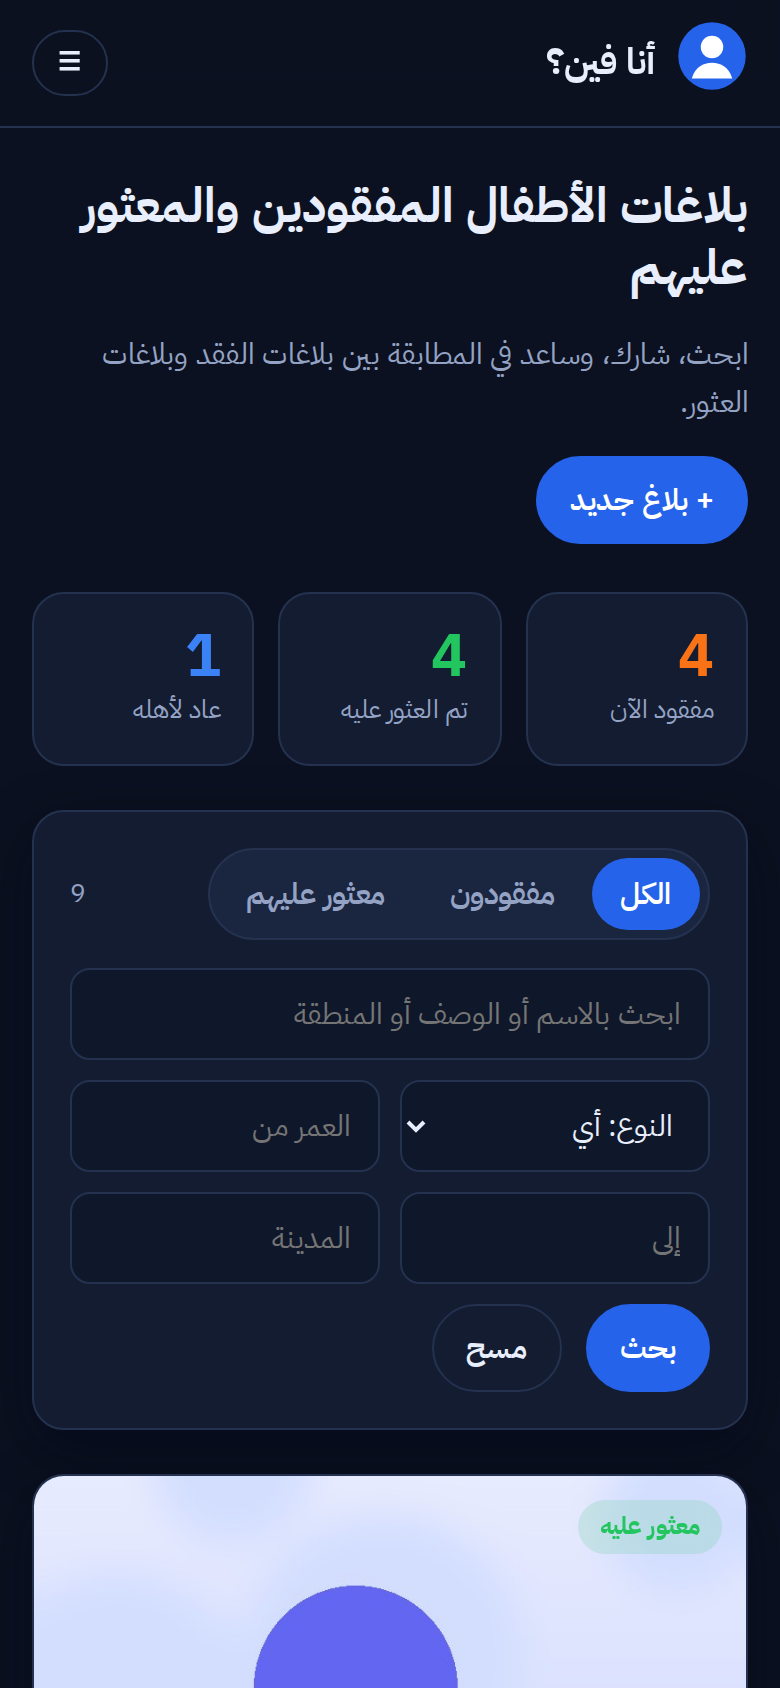 أنا فين؟
☰
بلاغات الأطفال المفقودين والمعثور
عليهم
ابحث، شارك، وساعد في المطابقة بين بلاغات الفقد وبلاغات
العثور.
+ بلاغ جديد
4
مفقود الآن
4
تم العثور عليه
1
عاد لأهله
الكل
مفقودون
معثور عليهم
9
ابحث بالاسم أو الوصف أو المنطقة
النوع: أي
العمر من
إلى
المدينة
بحث
مسح
معثور عليه